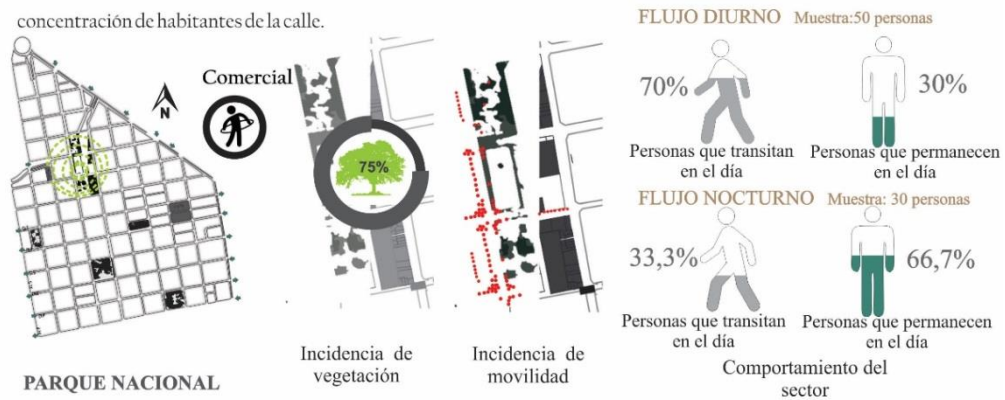 concentración de habitantes de la calle.
Comercial
N
PARQUE NACIONAL
75%
Incidencia de
vegetación
Incidencia de
movilidad
FLUJO DIURNO Muestra:50 personas
70%
30%
Personas que transitan
en el día
Personas que permanecen
en el día
FLUJO NOCTURNO Muestra: 30 personas
33,3%
66,7%
Personas que transitan
en el día
Personas que permanecen
en el día
Comportamiento del
sector